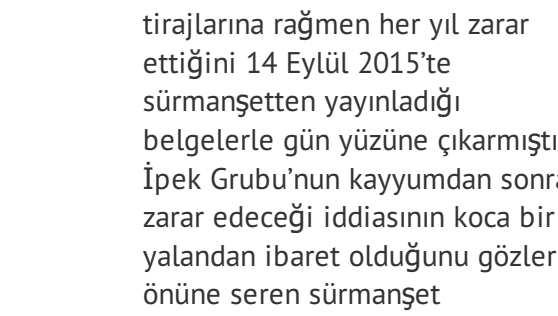 tirajlarına rağmen her yıl zarar
ettiğini 14 Eylül 2015’te
sürmanşetten yayınladığı
belgelerle gün yüzüne çıkarmıştı
İpek Grubu’nun kayyumdan sonra
zarar edeceği iddiasının koca bir
yalandan ibaret olduğunu gözler
önüne seren sürmanşet